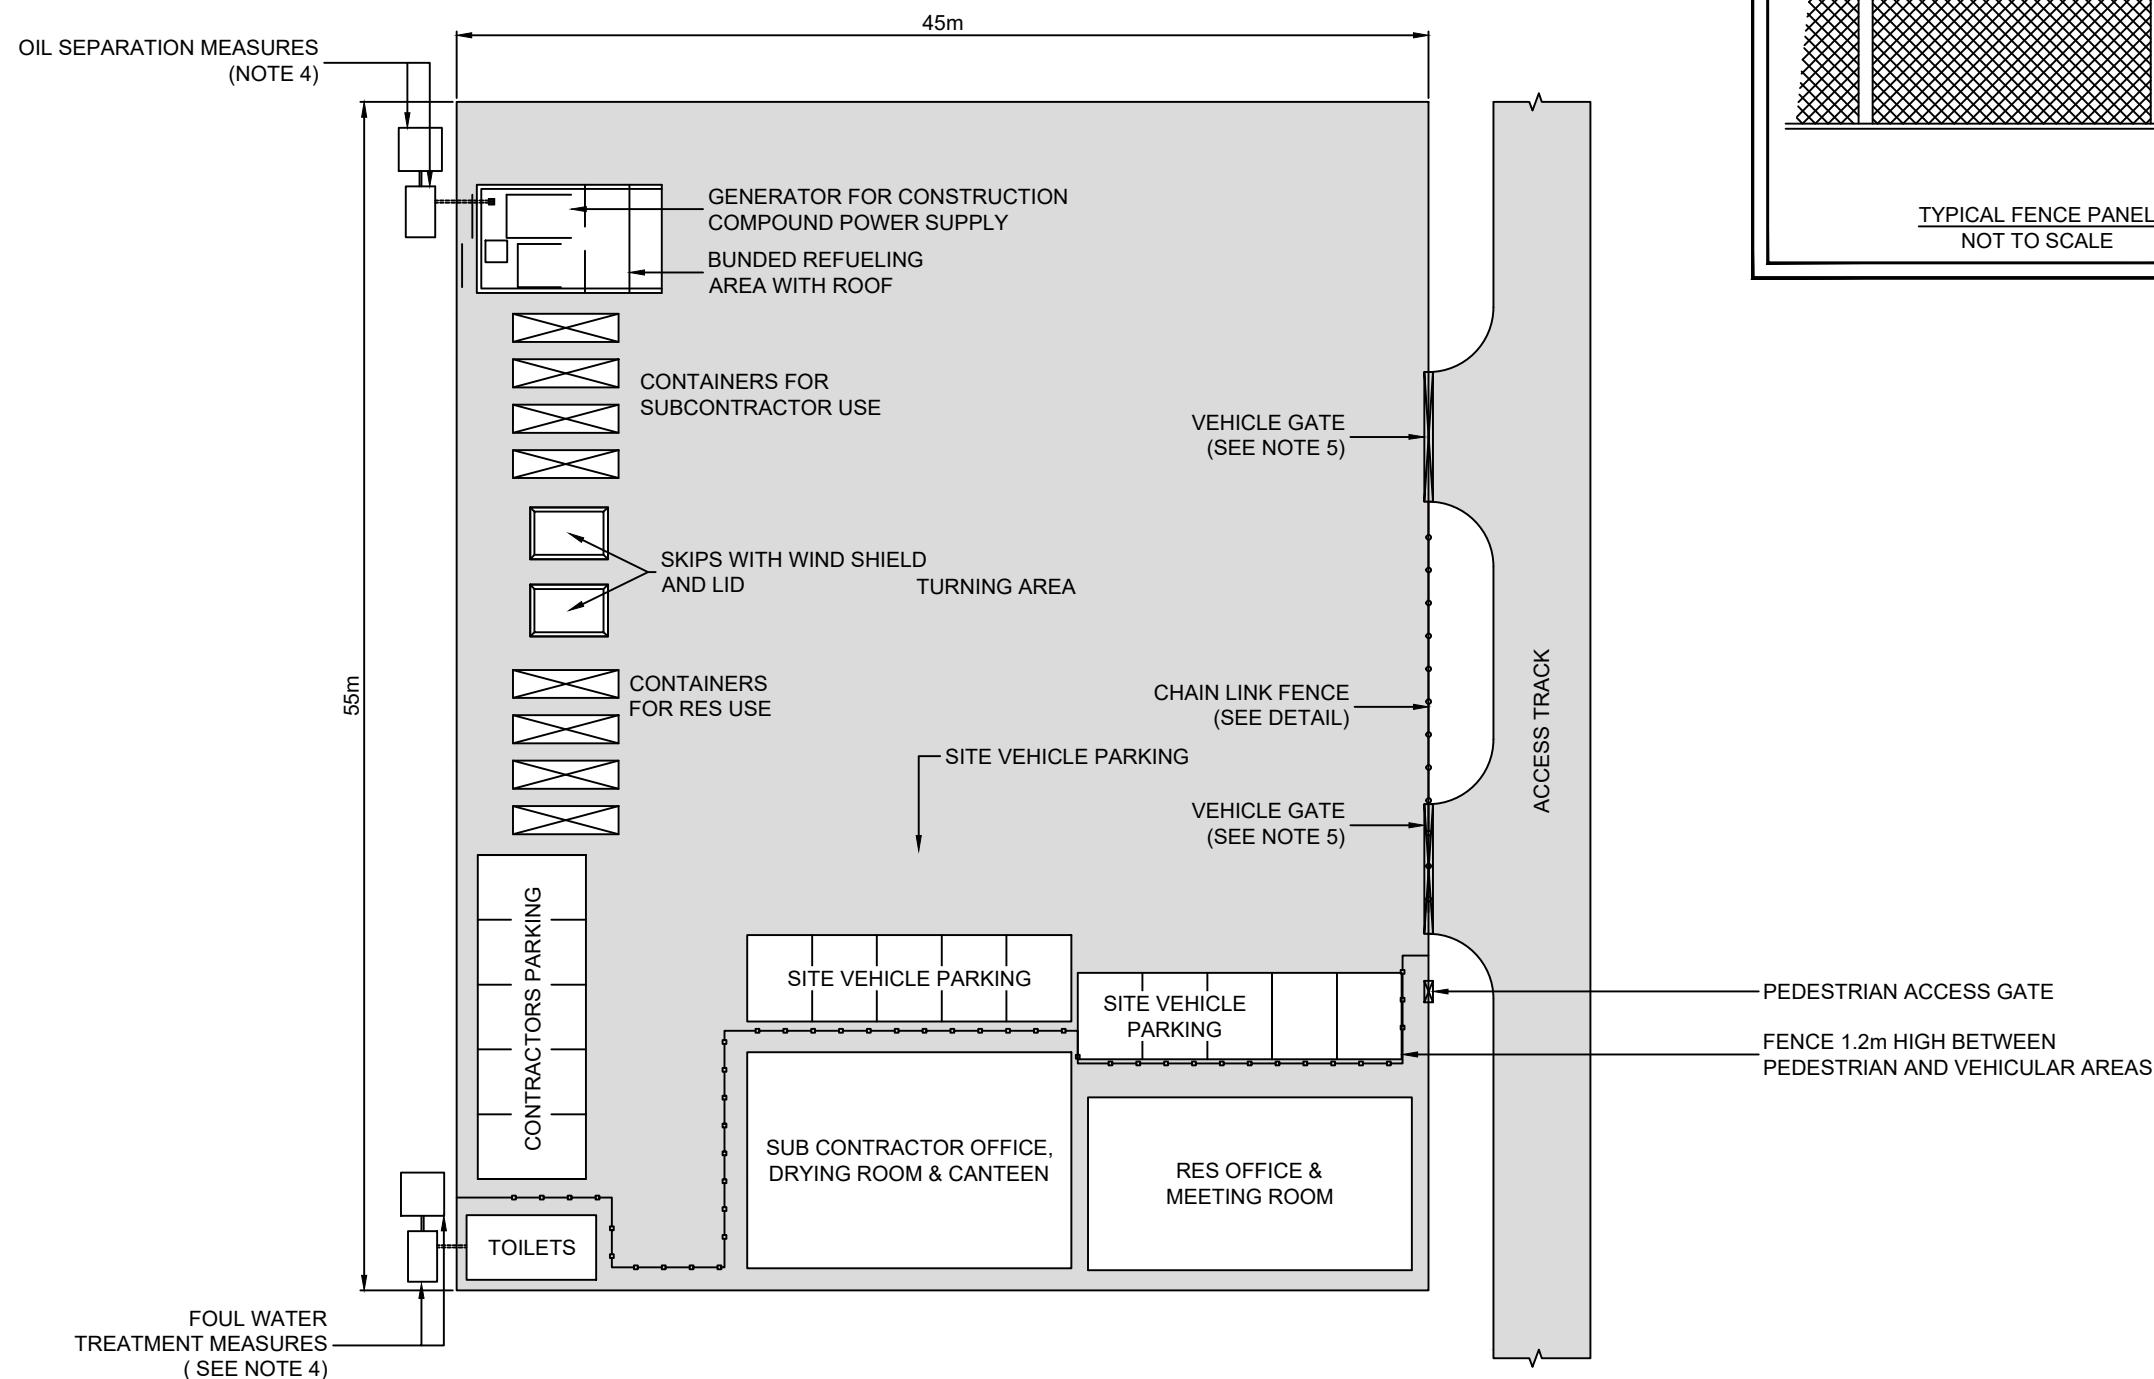 45m
OIL SEPARATION MEASURES
(NOTE 4)
TYPICAL FENCE PANEL
NOT TO SCALE
GENERATOR FOR CONSTRUCTION
COMPOUND POWER SUPPLY
BUNDED REFUELING
AREA WITH ROOF
CONTAINERS FOR
SUBCONTRACTOR USE
VEHICLE GATE
(SEE NOTE 5)
SKIPS WITH WIND SHIELD
AND LID
TURNING AREA
55m
CONTAINERS
FOR RES USE
CHAIN LINK FENCE
(SEE DETAIL)
ACCESS TRACK
SITE VEHICLE PARKING
VEHICLE GATE
(SEE NOTE 5)
CONTRACTORS PARKING
SITE VEHICLE PARKING
SITE VEHICLE
PARKING
PEDESTRIAN ACCESS GATE
FENCE 1.2m HIGH BETWEEN
PEDESTRIAN AND VEHICULAR AREAS
SUB CONTRACTOR OFFICE,
DRYING ROOM & CANTEEN
RES OFFICE &
MEETING ROOM
TOILETS
FOUL WATER
TREATMENT MEASURES
( SEE NOTE 4)